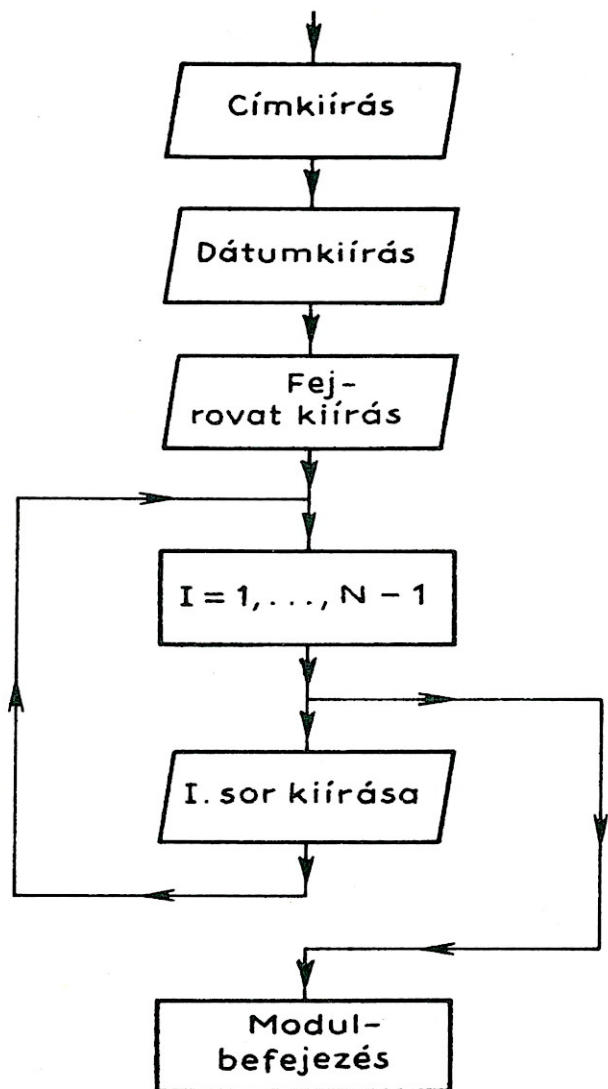 Címkiírás
Dátumkiírás
Fej-
rovat kiírás
I = 1, ..., N - 1
I. sor kiírása
Modul-
befejezés